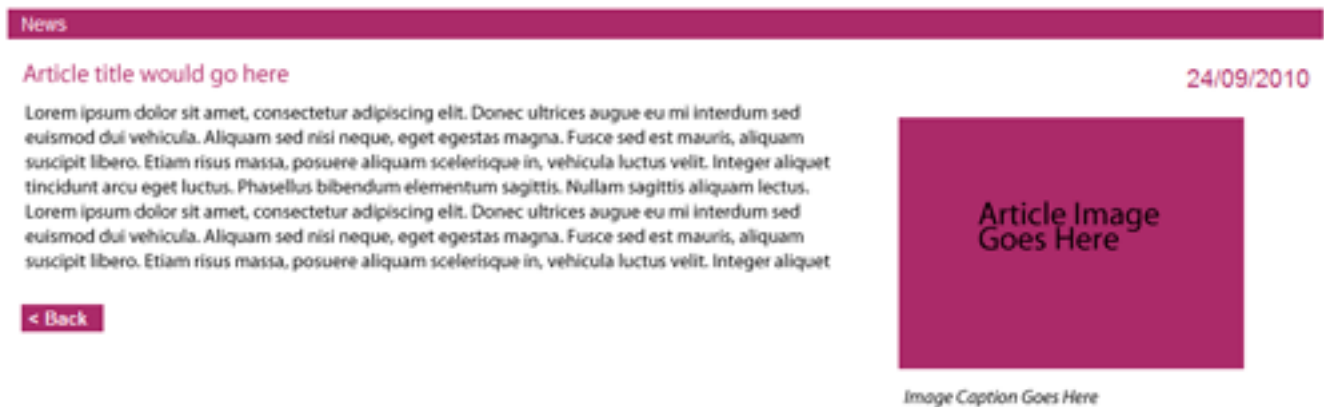 News
Article title would go here
24/09/2010
Lorem ipsum dolor sit amet, consectetur adipiscing elit. Donec ultrices augue eu mi interdum sed
euismod dui vehicula. Aliquam sed nisi neque, eget egestas magna. Fusce sed est mauris, aliquam
suscipit libero. Etiam risus massa, posuere aliquam scelerisque in, vehicula luctus velit. Integer aliquet
tincidunt arcu eget luctus. Phasellus bibendum elementum sagittis. Nullam sagittis aliquam lectus.
Lorem ipsum dolor sit amet, consectetur adipiscing elit. Donec ultrices augue eu mi interdum sed
euismod dui vehicula. Aliquam sed nisi neque, eget egestas magna. Fusce sed est mauris, aliquam
suscipit libero. Etiam risus massa, posuere aliquam scelerisque in, vehicula luctus velit. Integer aliquet
< Back
Article Image
Goes Here
Image Caption Goes Here